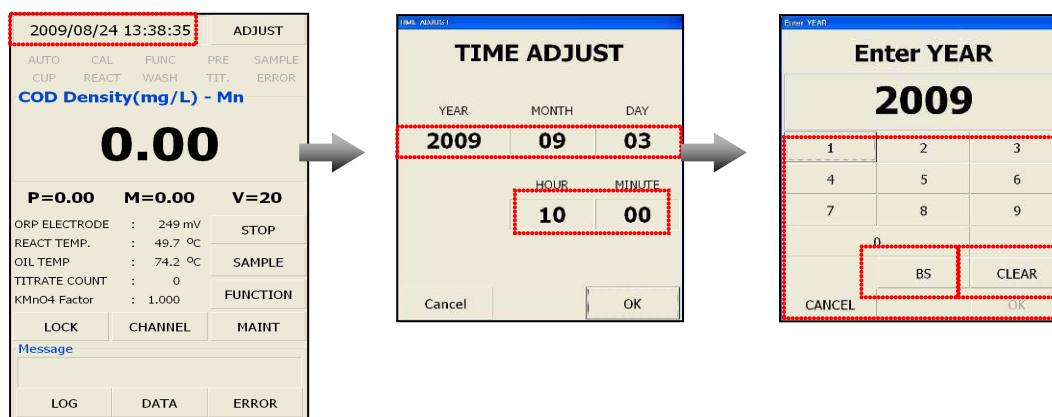 2009/08/24 13:38:35 ADJUST
AUTO CAL FUNC PRE SAMPLE
CUP REACT WASH TIT. ERROR
COD Density(mg/L) - Mn
0.00
P=0.00 M=0.00 V=20
ORP ELECTRODE : 249 mV
STOP
REACT TEMP. : 49.7 ºC
OIL TEMP : 74.2 ºC
SAMPLE
TITRATE COUNT : 0
KMnO4 Factor : 1.000
FUNCTION
LOCK CHANNEL MAINT
Message
LOG DATA ERROR
TIME ADJUST
TIME ADJUST
YEAR MONTH DAY
2009 09 03
HOUR MINUTE
10 00
Cancel OK
Enter YEAR
Enter YEAR
2009
1 2 3
4 5 6
7 8 9
0
BS CLEAR
CANCEL OK